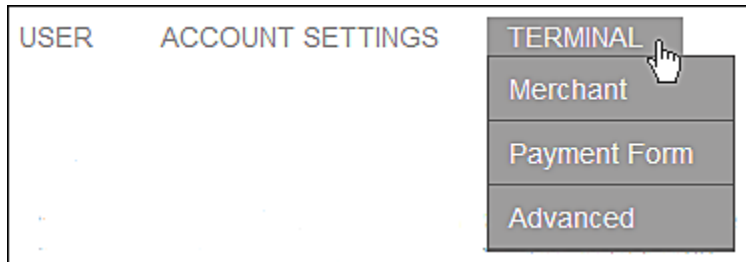 USER ACCOUNT SETTINGS TERMINAL
Merchant
Payment Form
Advanced